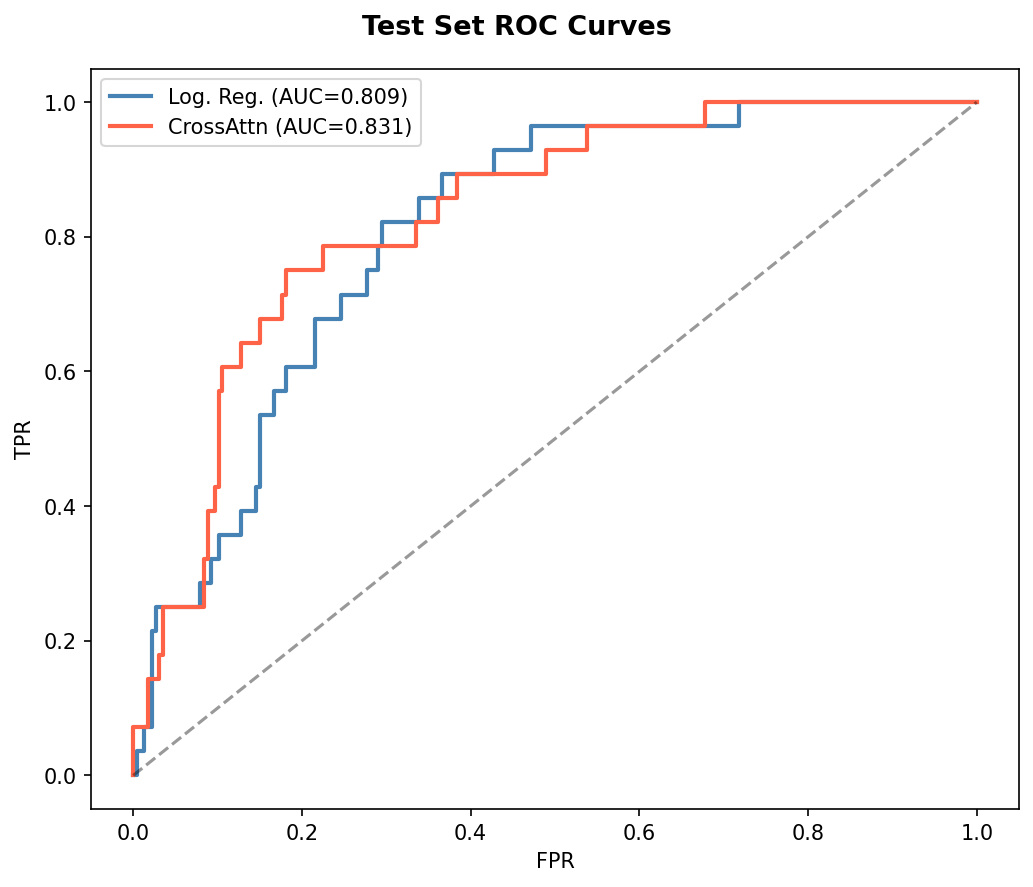 Test Set ROC Curves
Log. Reg. (AUC=0.809)
CrossAttn (AUC=0.831)
1.0
0.8
0.6
0.4
0.2
0.0
TPR
0.0 0.2 0.4 0.6 0.8 1.0
FPR